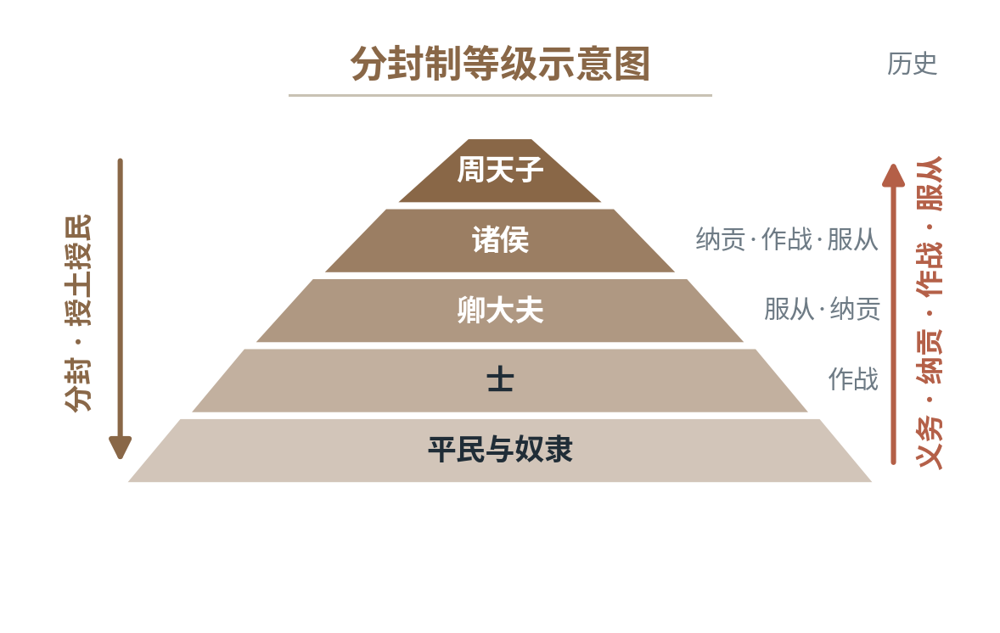 分封制等级示意图
历史
周天子
诸侯
纳贡·作战·服从
卿大夫
服从·纳贡
士
作战
平民与奴隶
分封 · 授土授民
义务 · 纳贡 · 作战 · 服从